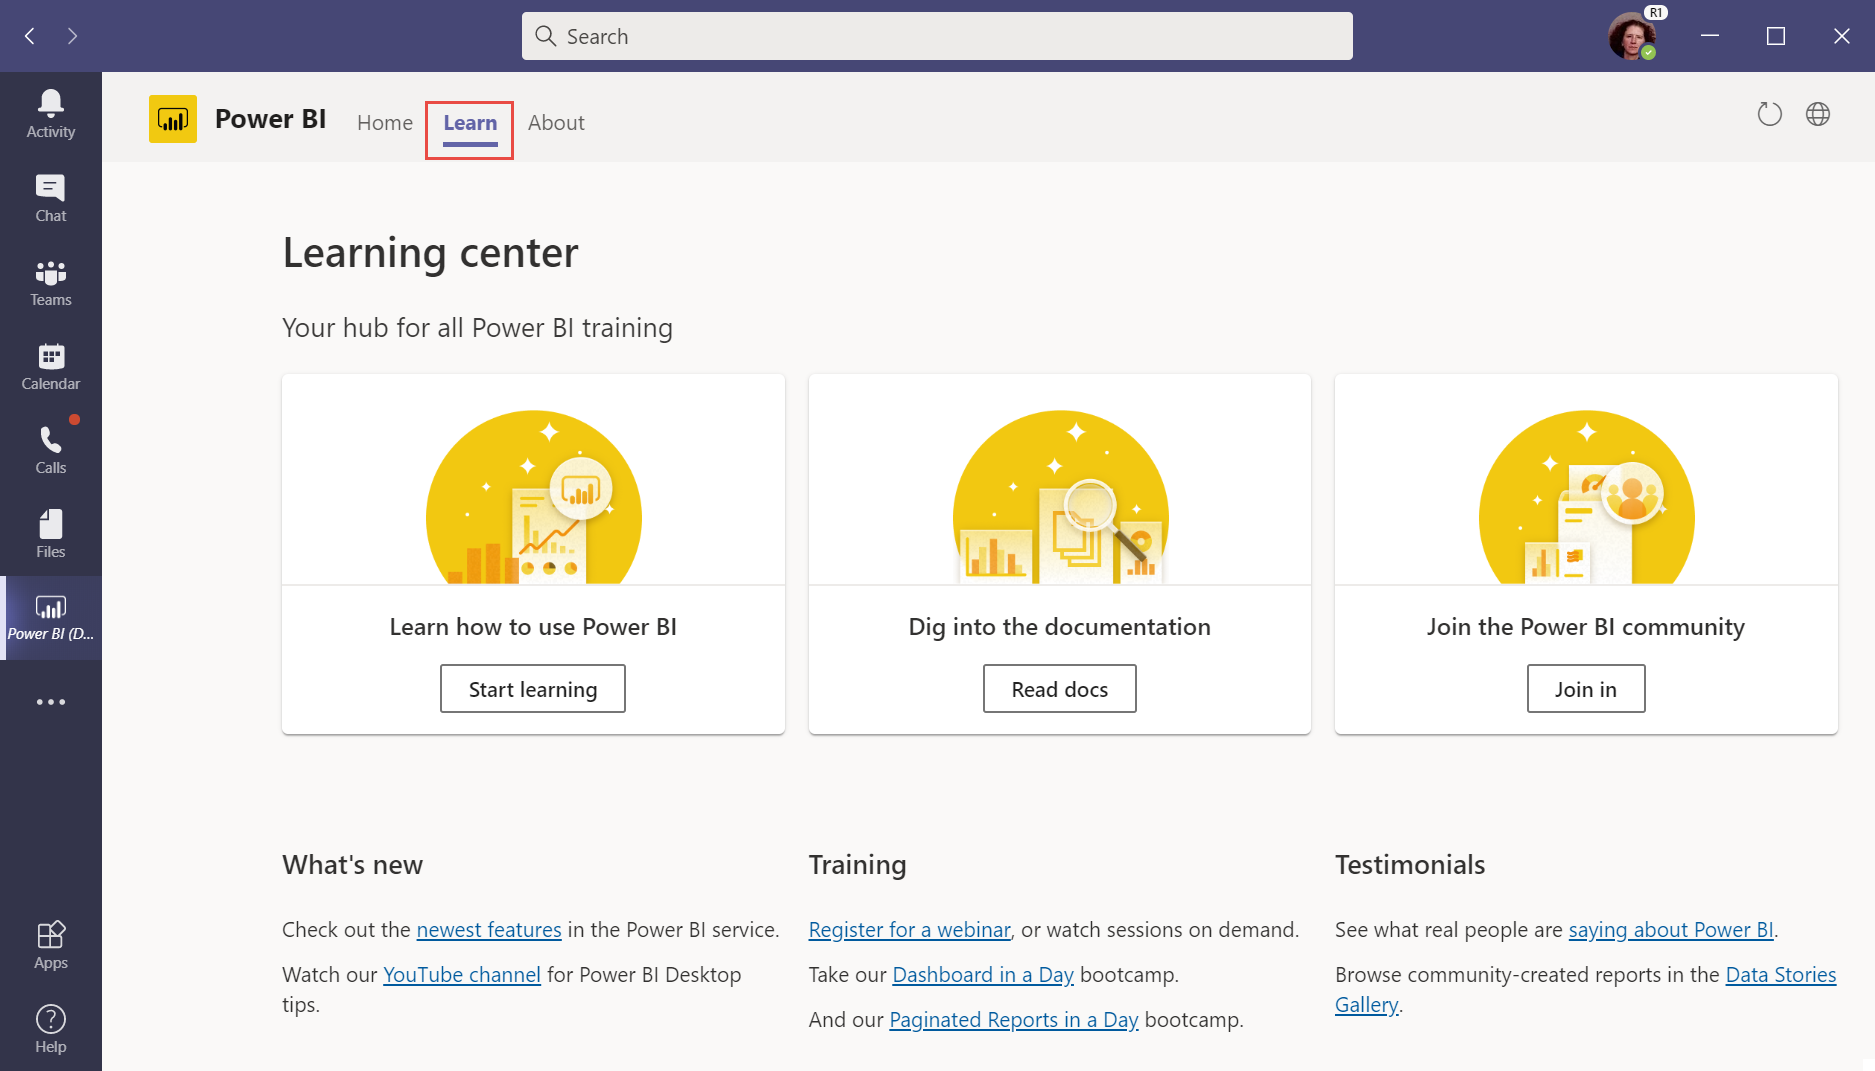 Search
R1
Activity
Chat
Teams
Calendar
Calls
Files
Power BI (D...
Apps
Help
Power BI
Home
Learn
About
Learning center
Your hub for all Power BI training
Learn how to use Power BI
Start learning
Dig into the documentation
Read docs
Join the Power BI community
Join in
What's new
Check out the newest features in the Power BI service.
Watch our YouTube channel for Power BI Desktop
tips.
Training
Register for a webinar, or watch sessions on demand.
Take our Dashboard in a Day bootcamp.
And our Paginated Reports in a Day bootcamp.
Testimonials
See what real people are saying about Power BI.
Browse community-created reports in the Data Stories
Gallery.